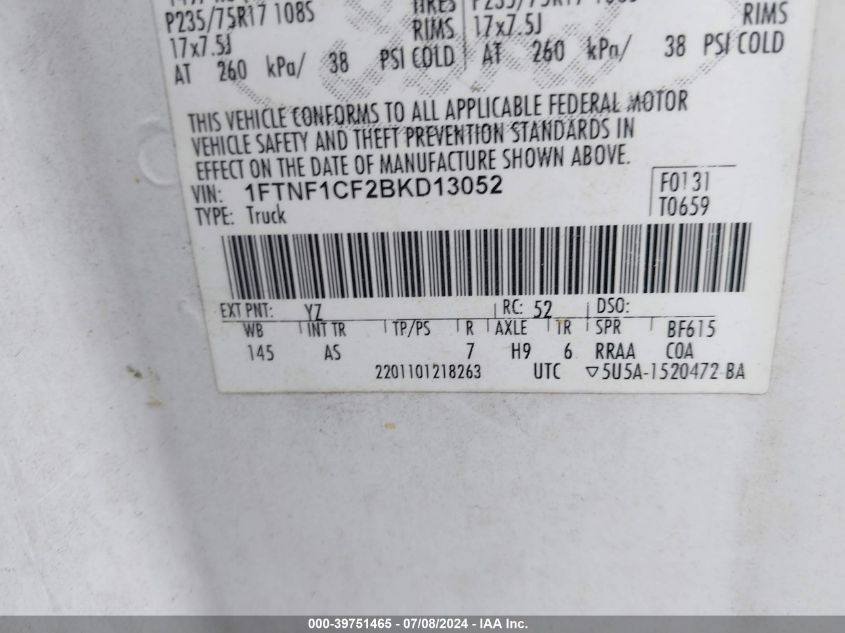 P235/75R17 108S
TIRES
RIMS
17x7.5J
AT 260 kPa/ 38 PSI COLD
P235/75R17 108S
RIMS
17x7.5J
AT 260 kPa/ 38 PSI COLD
THIS VEHICLE CONFORMS TO ALL APPLICABLE FEDERAL MOTOR
VEHICLE SAFETY AND THEFT PREVENTION STANDARDS IN
EFFECT ON THE DATE OF MANUFACTURE SHOWN ABOVE.
VIN: 1FTNF1CF2BKD13052
TYPE: Truck
F0131
T0659
EXT PNT: YZ RC: 52 DSO:
WB INT TR TP/PS R AXLE TR SPR BF615
145 AS 7 H9 6 RRAA COA
2201101218263 UTC ▽5U5A-1520472-BA
000-39751465 - 07/08/2024 - IAA Inc.